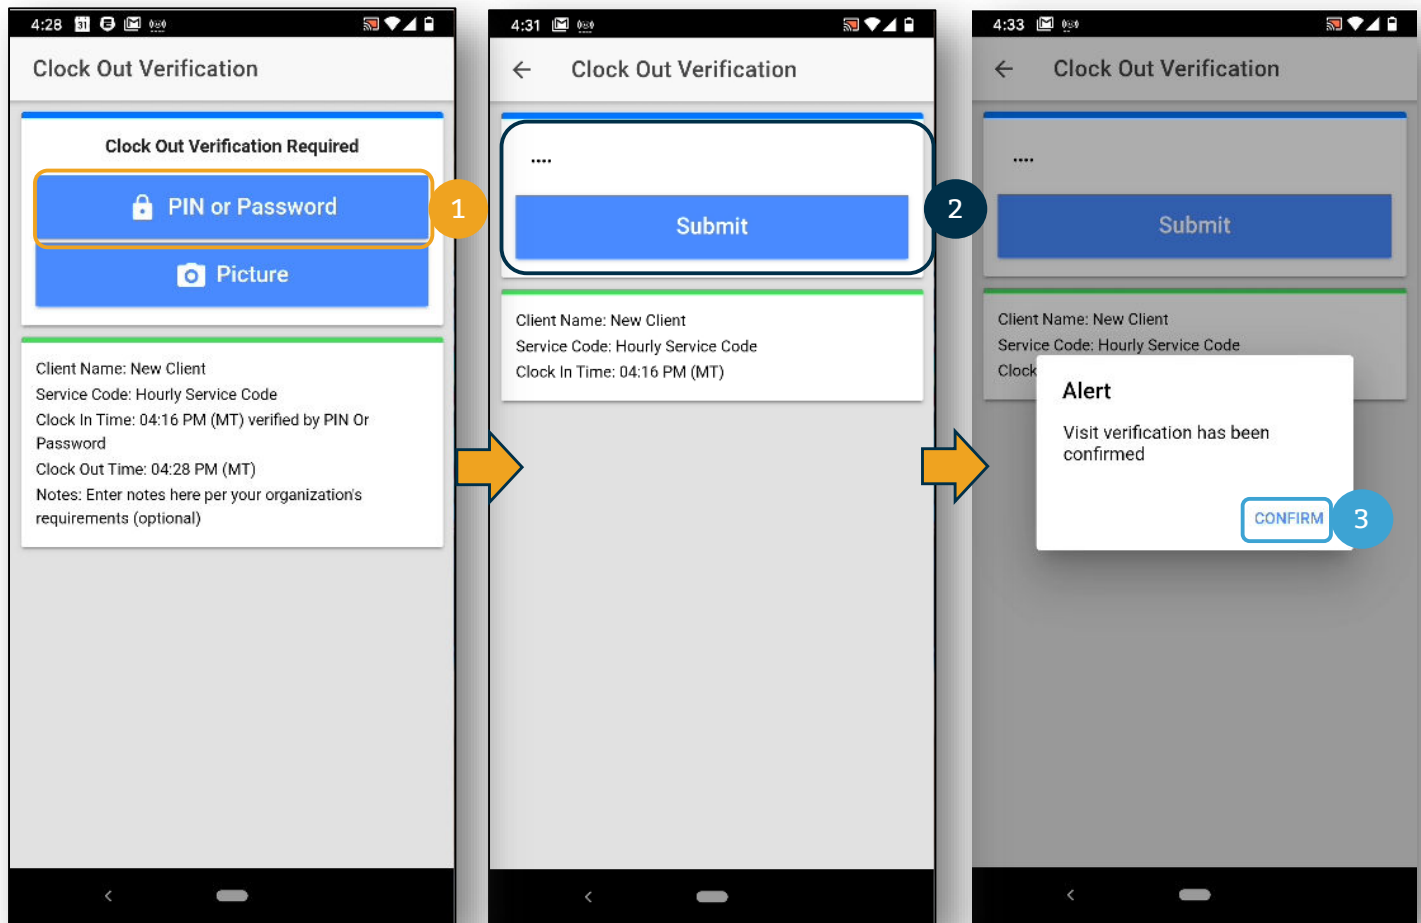 4:28
31
Clock Out Verification
Clock Out Verification Required
PIN or Password
1
Picture
Client Name: New Client
Service Code: Hourly Service Code
Clock In Time: 04:16 PM (MT) verified by PIN Or
Password
Clock Out Time: 04:28 PM (MT)
Notes: Enter notes here per your organization's
requirements (optional)
4:31
Clock Out Verification
....
Submit
2
Client Name: New Client
Service Code: Hourly Service Code
Clock In Time: 04:16 PM (MT)
4:33
Clock Out Verification
....
Submit
Client Name: New Client
Service Code: Hourly Service Code
Clock
Alert
Visit verification has been
confirmed
CONFIRM
3